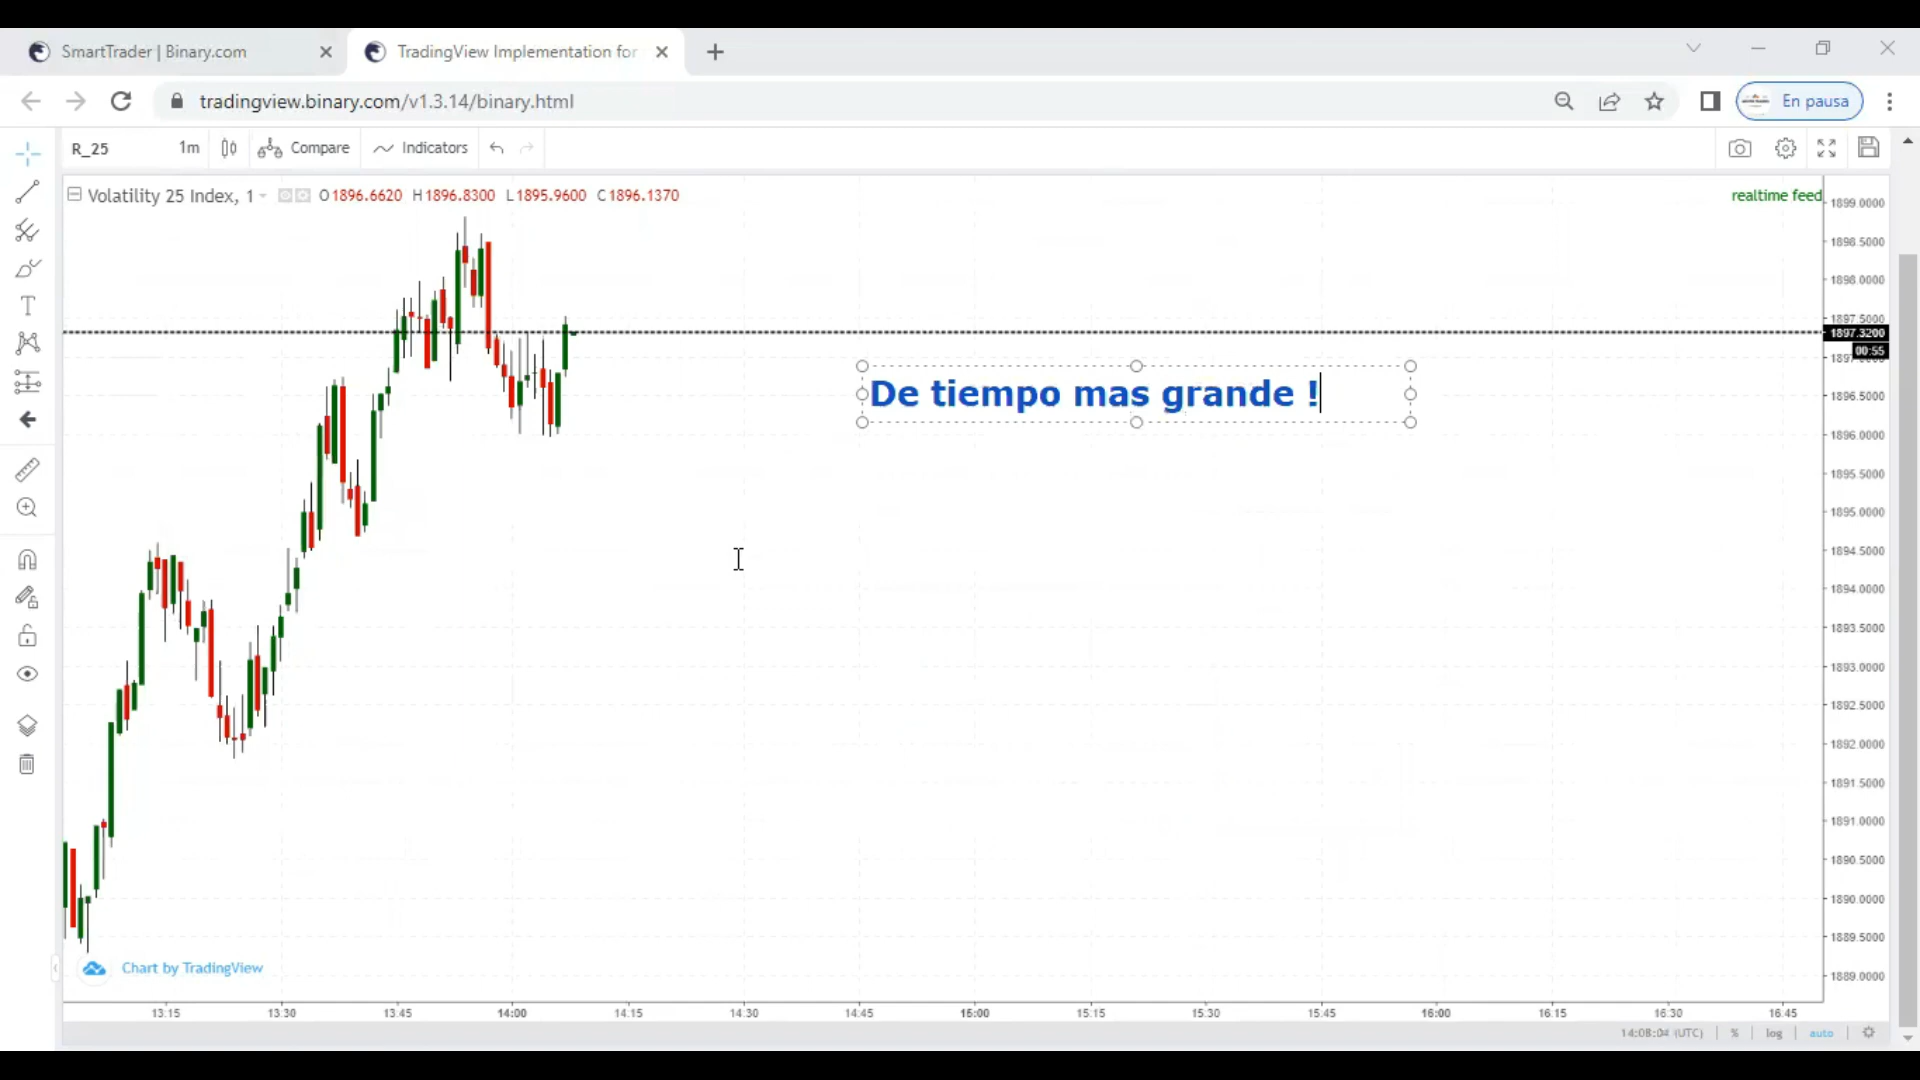 SmartTrader | Binary.com
TradingView Implementation for
tradingview.binary.com/v1.3.14/binary.html
En pausa
R_25 1m Compare Indicators
Volatility 25 Index, 1 O1896.6620 H1896.8300 L1895.9600 C1896.1370
realtime feed
De tiempo mas grande !
1899.0000
1898.5000
1898.0000
1897.5000
1897.3200
00:55
1896.5000
1896.0000
1895.5000
1895.0000
1894.5000
1894.0000
1893.5000
1893.0000
1892.5000
1892.0000
1891.5000
1891.0000
1890.5000
1890.0000
1889.5000
1889.0000
Chart by TradingView
13:15 13:30 13:45 14:00 14:15 14:30 14:45 15:00 15:15 15:30 15:45 16:00 16:15 16:30 16:45
14:08:04 (UTC) % log auto